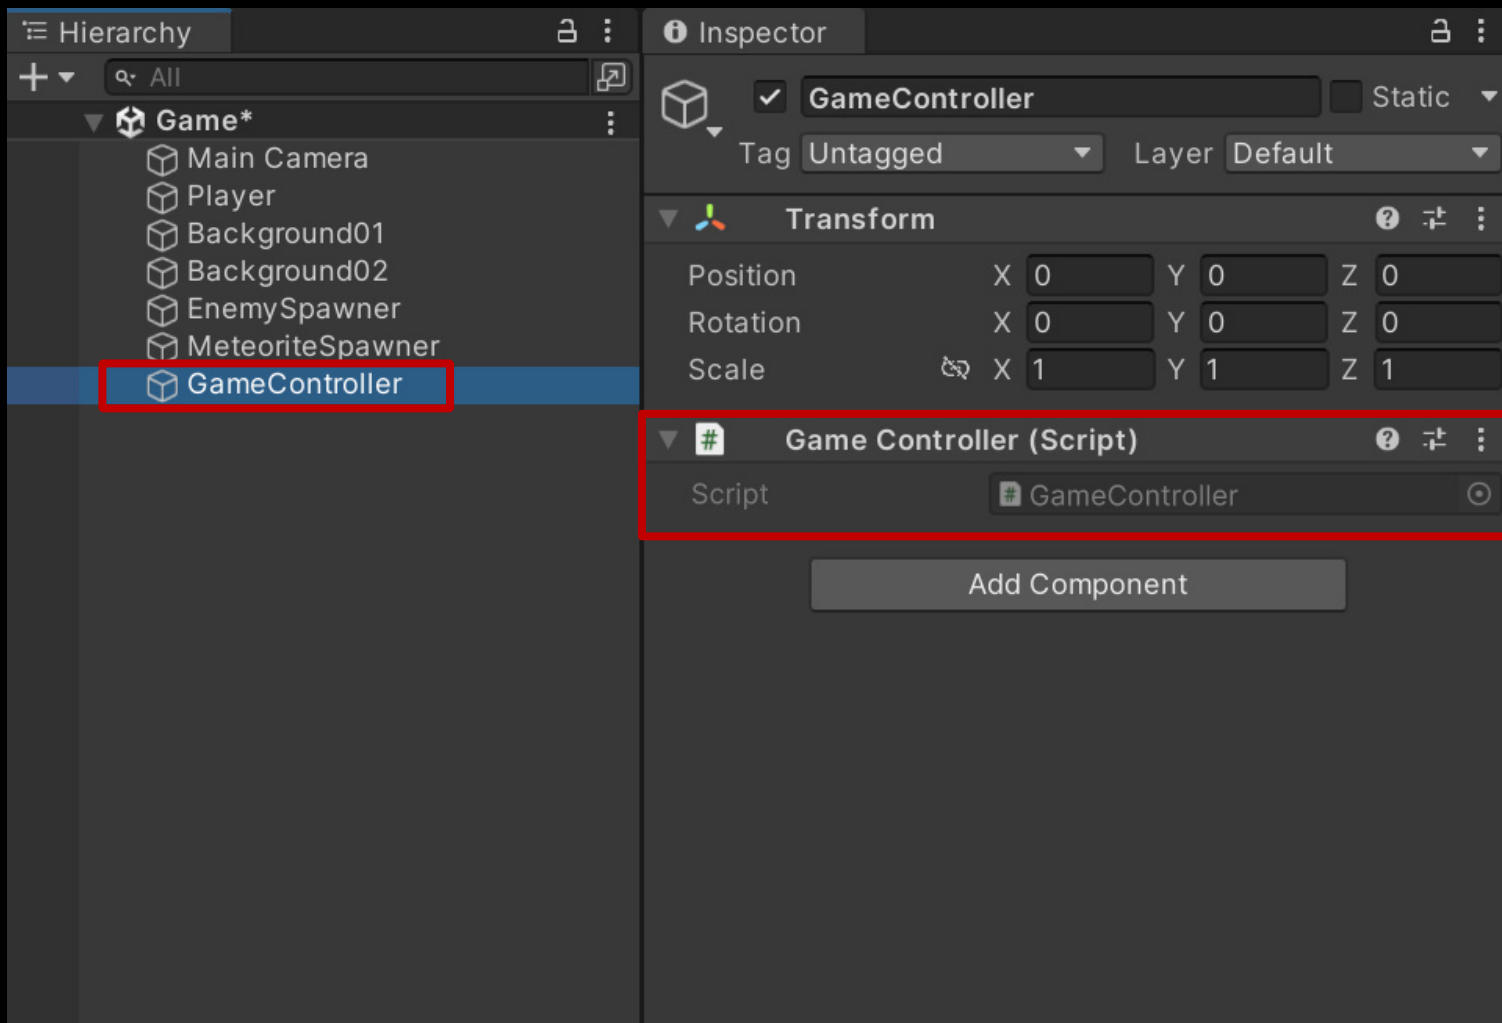 Hierarchy
All
Game*
Main Camera
Player
Background01
Background02
EnemySpawner
MeteoriteSpawner
GameController
Inspector
GameController
Static
Tag Untagged Layer Default
Transform
Position X 0 Y 0 Z 0
Rotation X 0 Y 0 Z 0
Scale X 1 Y 1 Z 1
# Game Controller (Script)
Script # GameController
Add Component